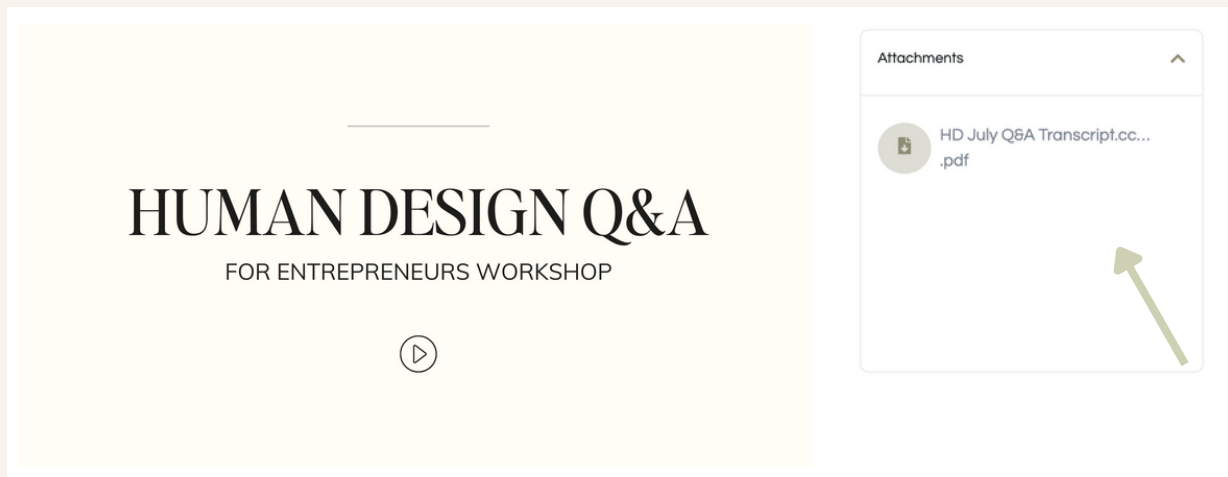 HUMAN DESIGN Q&A
FOR ENTREPRENEURS WORKSHOP
Attachments
HD July Q&A Transcript.cc...
.pdf